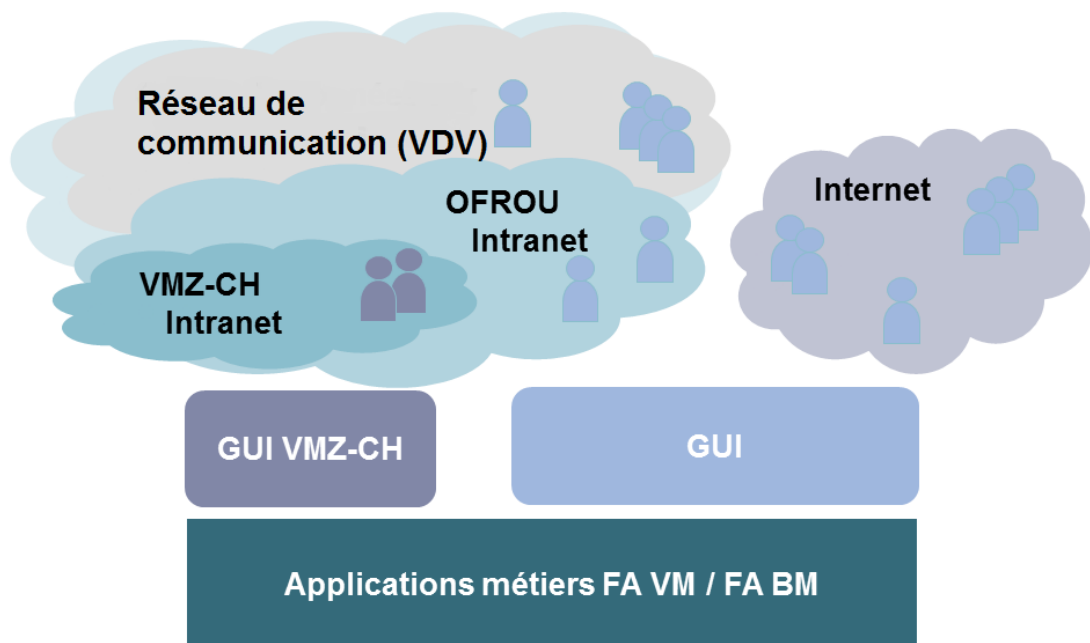 Réseau de
communication (VDV)
OFROU
Intranet
Internet
VMZ-CH
Intranet
GUI VMZ-CH
GUI
Applications métiers FA VM / FA BM